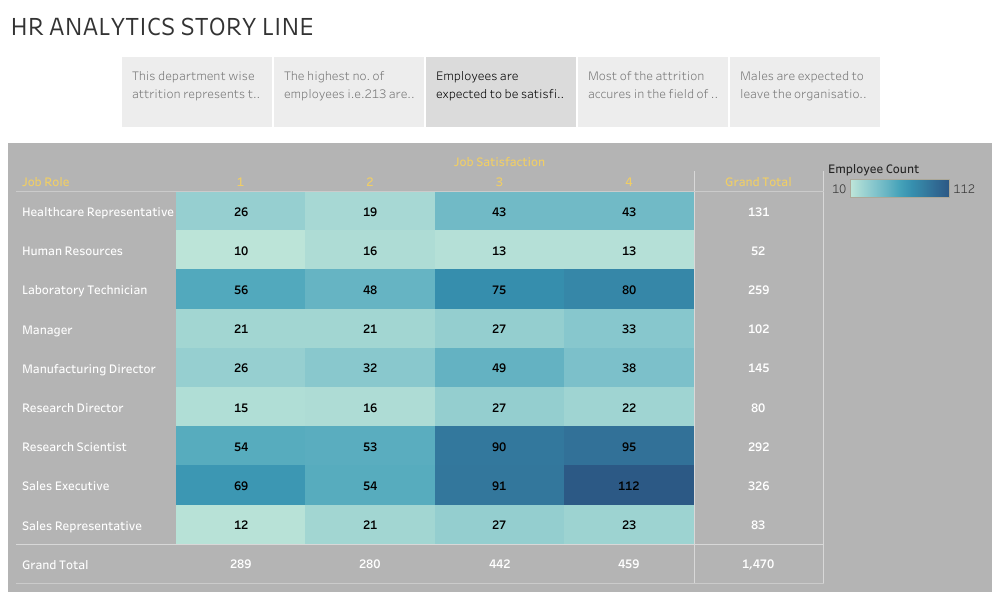 HR ANALYTICS STORY LINE
This department wise
attrition represents t..
The highest no. of
employees i.e.213 are..
Employees are
expected to be satisfi..
Most of the attrition
accures in the field of ..
Males are expected to
leave the organisatio..
Job Satisfaction
Job Role 1 2 3 4 Grand Total
Healthcare Representative 26 19 43 43 131
Human Resources 10 16 13 13 52
Laboratory Technician 56 48 75 80 259
Manager 21 21 27 33 102
Manufacturing Director 26 32 49 38 145
Research Director 15 16 27 22 80
Research Scientist 54 53 90 95 292
Sales Executive 69 54 91 112 326
Sales Representative 12 21 27 23 83
Grand Total 289 280 442 459 1,470
Employee Count
10 112